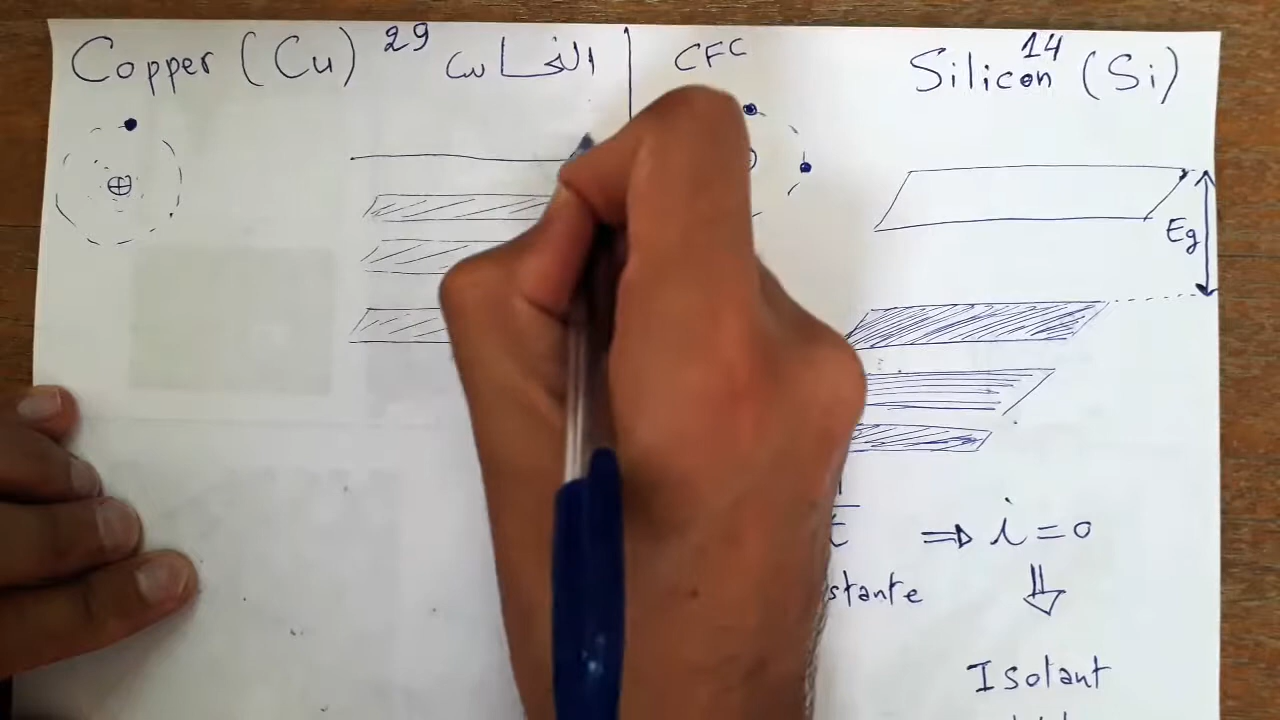 Copper (Cu) 29 النحاس
CFC
Silicon 14 (Si)
Eg
⇒ i = 0
⇓
Isolant